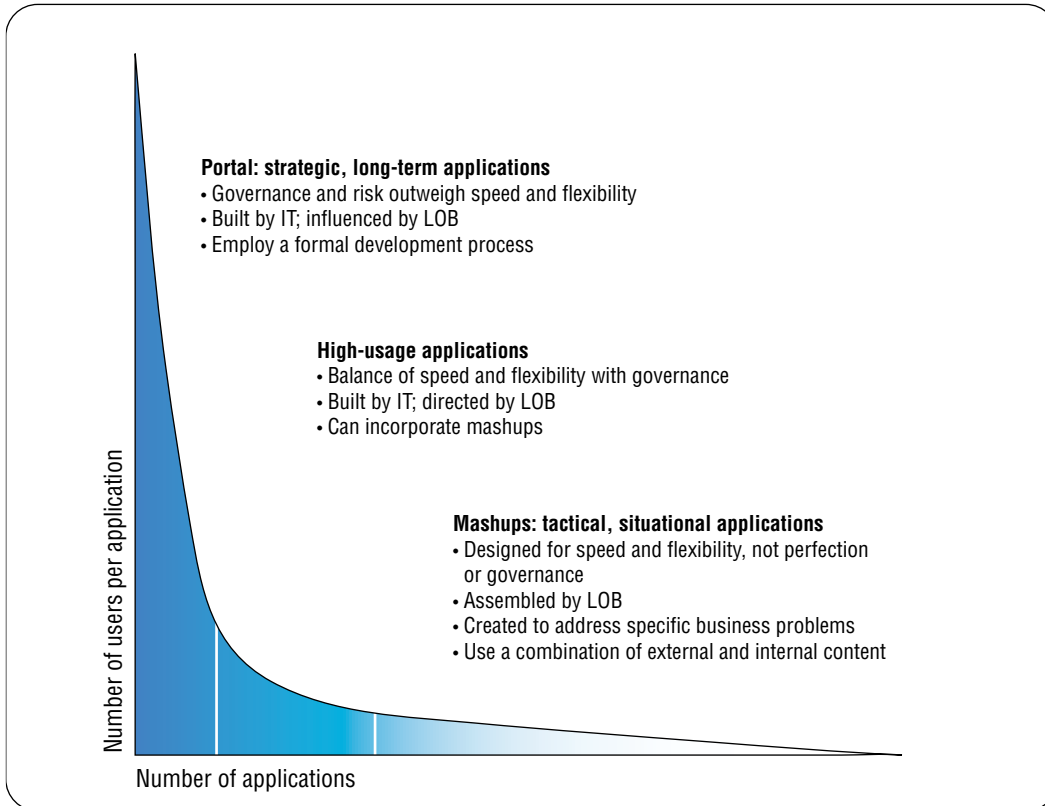 Portal: strategic, long-term applications
• Governance and risk outweigh speed and flexibility
• Built by IT; influenced by LOB
• Employ a formal development process
High-usage applications
• Balance of speed and flexibility with governance
• Built by IT; directed by LOB
• Can incorporate mashups
Mashups: tactical, situational applications
• Designed for speed and flexibility, not perfection
or governance
• Assembled by LOB
• Created to address specific business problems
• Use a combination of external and internal content
Number of users per application
Number of applications